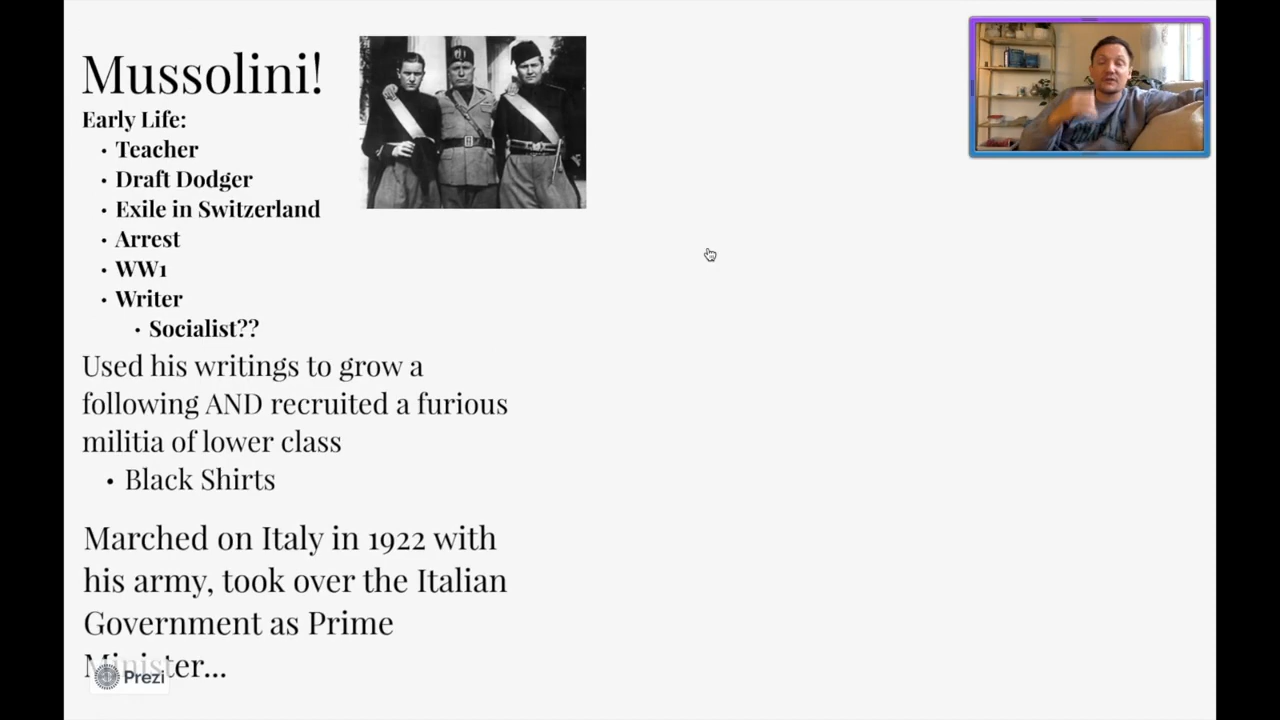 Mussolini!
Early Life:
• Teacher
• Draft Dodger
• Exile in Switzerland
• Arrest
• WW1
• Writer
• Socialist??
Used his writings to grow a
following AND recruited a furious
militia of lower class
• Black Shirts
Marched on Italy in 1922 with
his army, took over the Italian
Government as Prime
Minister...
Prezi